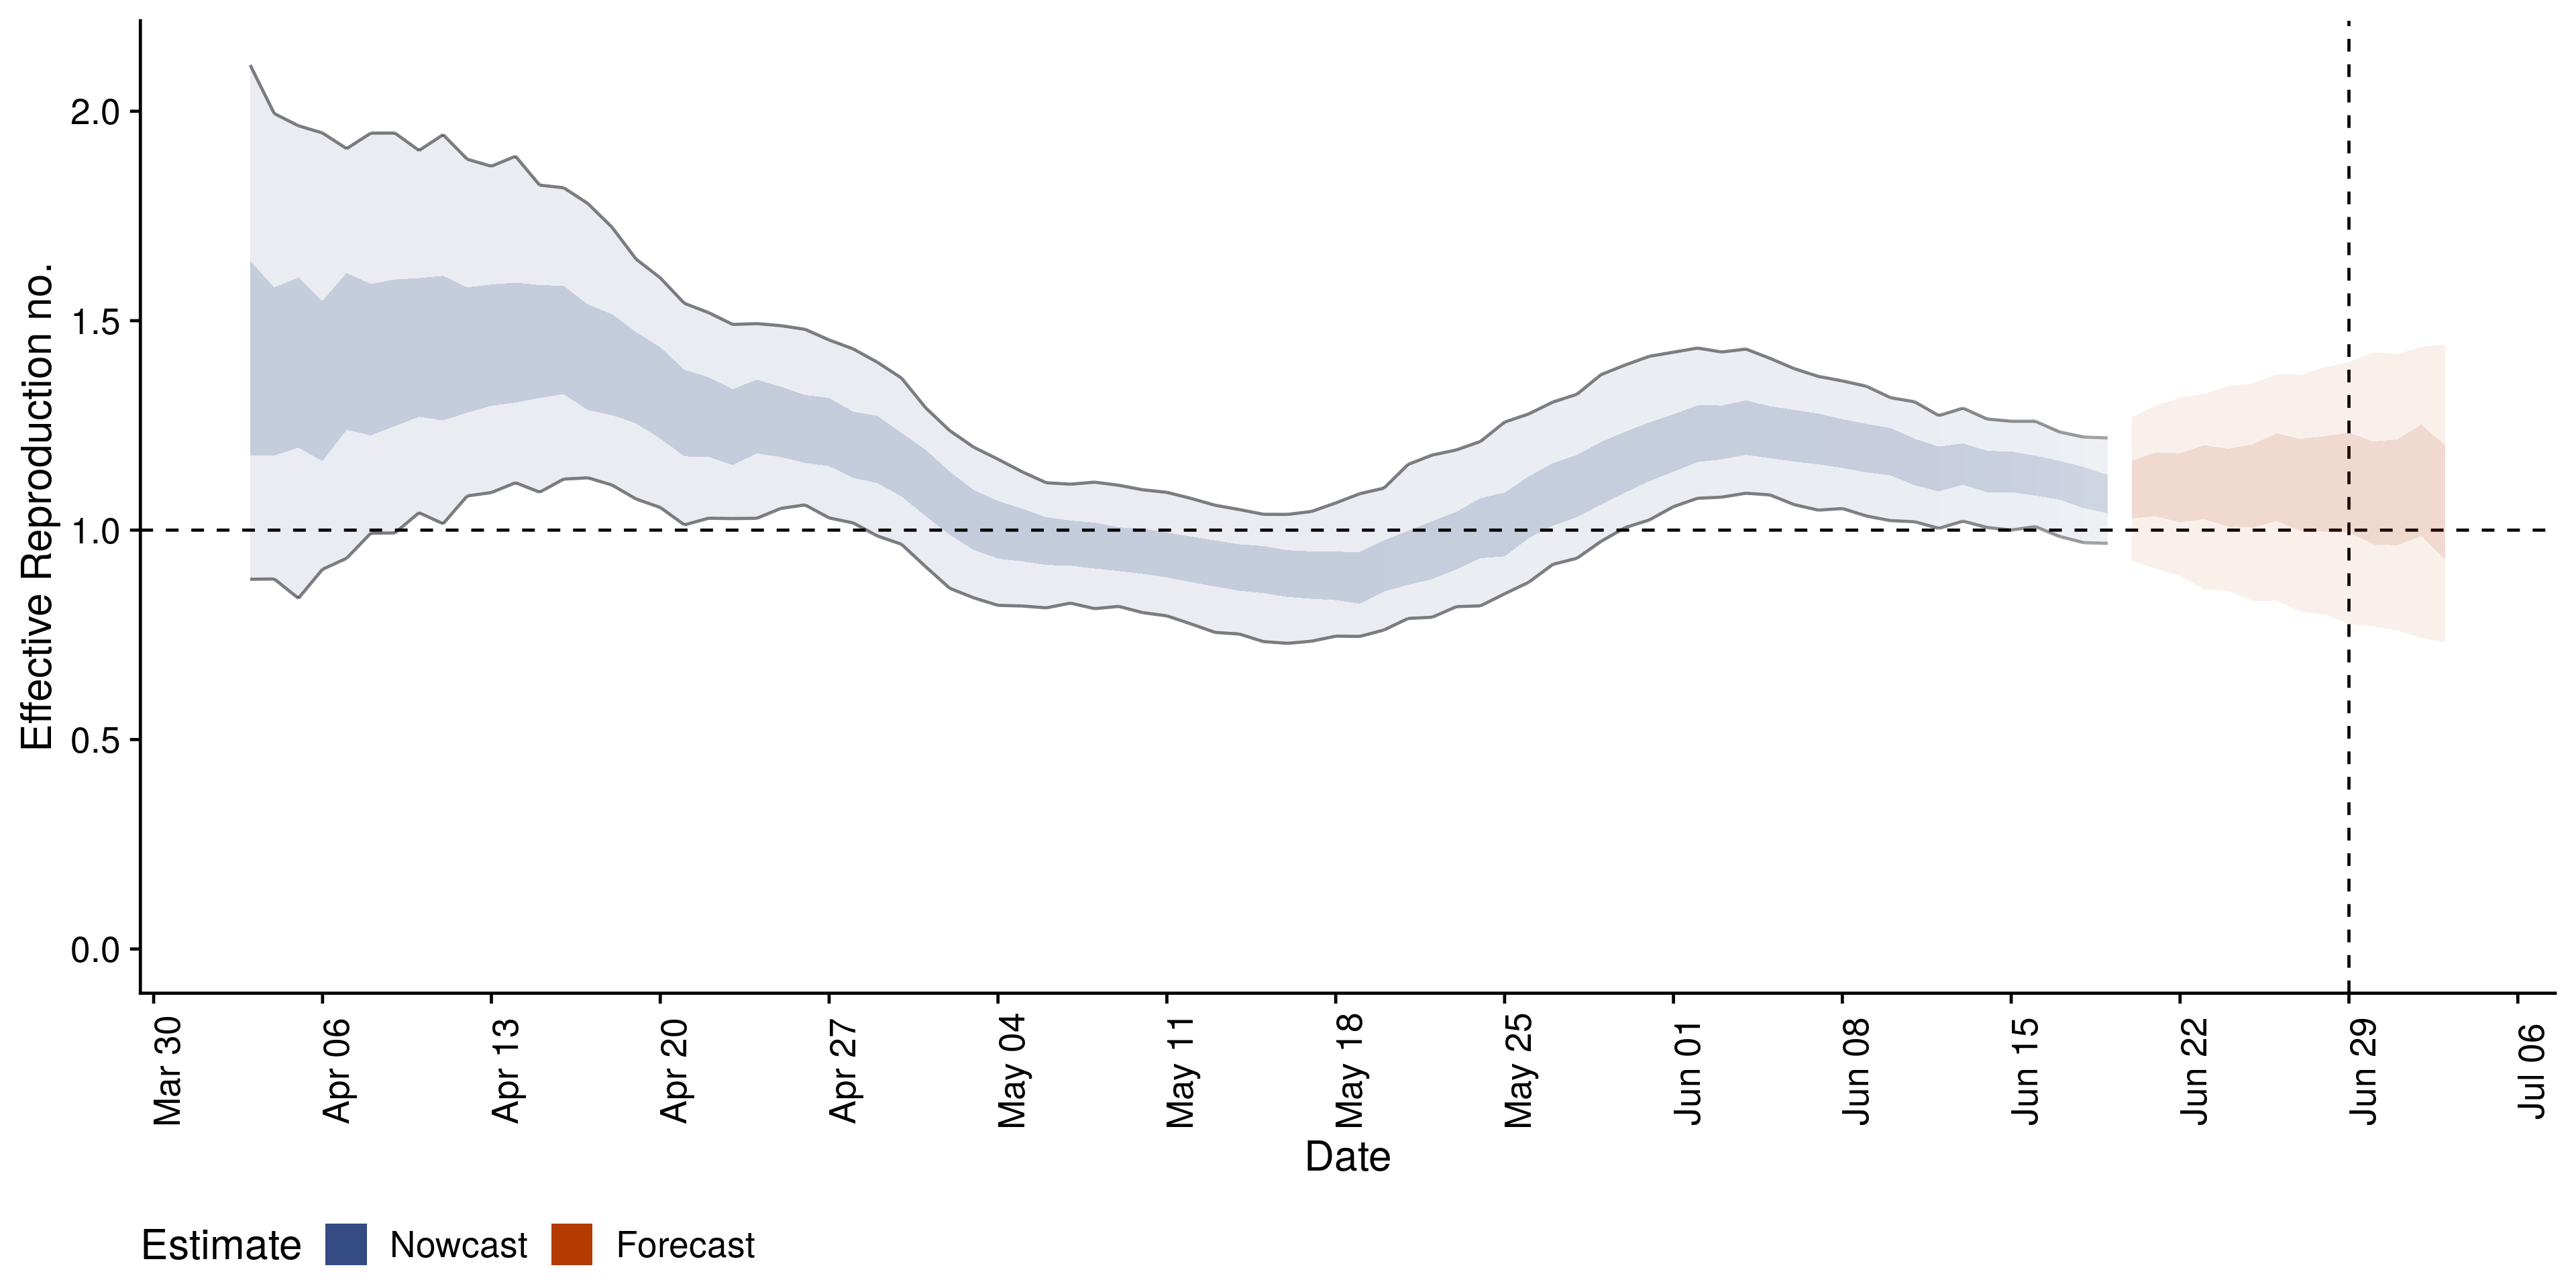 Effective Reproduction no.
2.0
1.5
1.0
0.5
0.0
Mar 30
Apr 06
Apr 13
Apr 20
Apr 27
May 04
May 11
May 18
May 25
Jun 01
Jun 08
Jun 15
Jun 22
Jun 29
Jul 06
Date
Estimate Nowcast Forecast